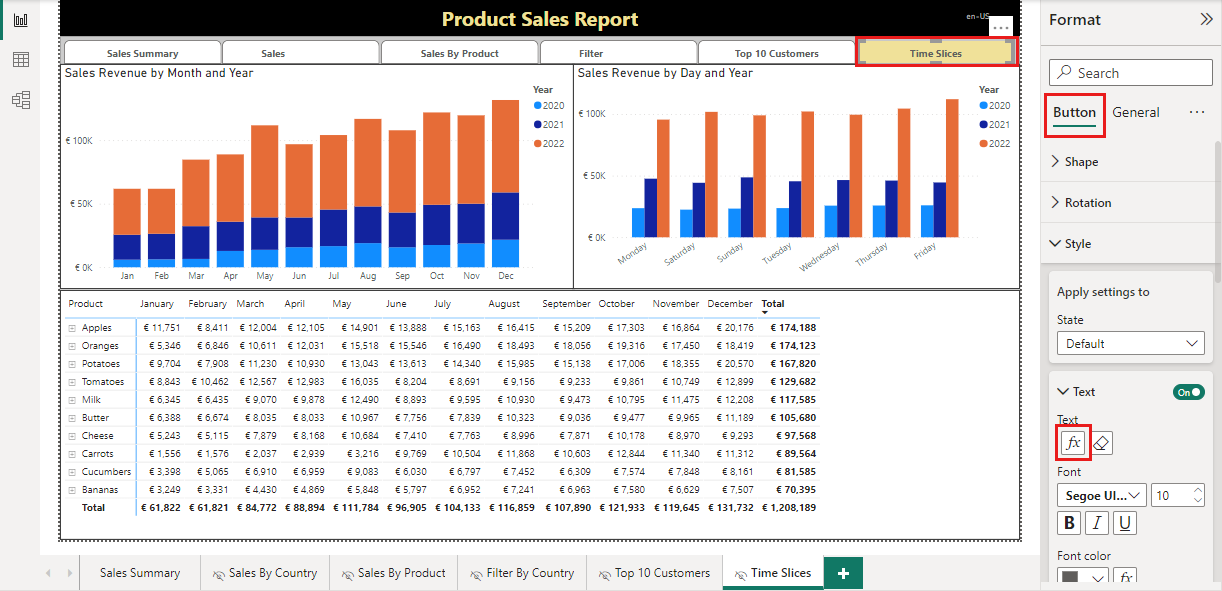 Product Sales Report
en-US
Sales Summary Sales Sales By Product Filter Top 10 Customers Time Slices
Sales Revenue by Month and Year
Year
2020
2021
2022
€ 100K
€ 50K
€ 0K
Jan Feb Mar Apr May Jun Jul Aug Sep Oct Nov Dec
Sales Revenue by Day and Year
Year
2020
2021
2022
€ 100K
€ 50K
€ 0K
Monday Saturday Sunday Tuesday Wednesday Thursday Friday
Product January February March April May June July August September October November December Total
Apples € 11,751 € 8,411 € 12,004 € 12,105 € 14,901 € 13,888 € 15,163 € 16,415 € 15,209 € 17,303 € 16,864 € 20,176 € 174,188
Oranges € 5,346 € 6,846 € 10,611 € 12,031 € 15,518 € 15,546 € 16,490 € 18,493 € 18,056 € 19,316 € 17,450 € 18,419 € 174,123
Potatoes € 9,704 € 7,908 € 11,230 € 10,930 € 13,043 € 13,613 € 14,340 € 15,985 € 15,138 € 17,006 € 18,355 € 20,570 € 167,820
Tomatoes € 8,843 € 10,462 € 12,567 € 12,983 € 16,035 € 8,204 € 8,691 € 9,156 € 9,233 € 9,861 € 10,749 € 12,899 € 129,682
Milk € 6,345 € 6,435 € 9,070 € 9,878 € 12,490 € 8,893 € 9,595 € 10,930 € 9,473 € 10,795 € 11,475 € 12,208 € 117,585
Butter € 6,388 € 6,674 € 8,035 € 8,033 € 10,967 € 7,756 € 7,839 € 10,323 € 9,036 € 9,477 € 9,965 € 11,189 € 105,680
Cheese € 5,243 € 5,115 € 7,879 € 8,168 € 10,684 € 7,410 € 7,763 € 8,996 € 7,871 € 10,178 € 8,970 € 9,293 € 97,568
Carrots € 1,556 € 1,576 € 2,037 € 2,939 € 3,216 € 9,769 € 10,504 € 11,868 € 10,603 € 12,844 € 11,340 € 11,312 € 89,564
Cucumbers € 3,398 € 5,065 € 6,910 € 6,959 € 9,083 € 6,030 € 6,797 € 7,452 € 6,309 € 7,574 € 7,848 € 8,161 € 81,585
Bananas € 3,249 € 3,331 € 4,430 € 4,869 € 5,848 € 5,797 € 6,952 € 7,241 € 6,963 € 7,580 € 6,629 € 7,507 € 70,395
Total € 61,822 € 61,821 € 84,772 € 88,894 € 111,784 € 96,905 € 104,133 € 116,859 € 107,890 € 121,933 € 119,645 € 131,732 € 1,208,189
Sales Summary Sales By Country Sales By Product Filter By Country Top 10 Customers Time Slices +
Format
Search
Button General
Shape
Rotation
Style
Apply settings to
State
Default
Text On
Text
fx
Font
Segoe UI... 10
B I U
Font color
fx